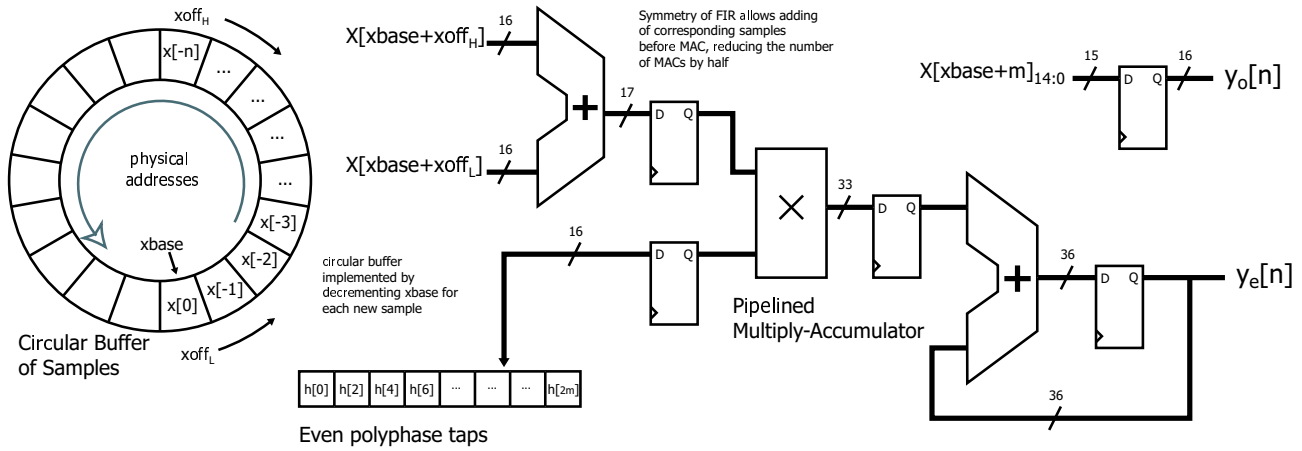 xoff_H
x[-n]
...
...
...
...
x[-3]
x[-2]
x[-1]
x[0]
physical
addresses
xbase
xoff_L
Circular Buffer
of Samples
circular buffer
implemented by
decrementing xbase for
each new sample
X[xbase+xoff_H]
16
X[xbase+xoff_L]
16
+
17
D Q
Symmetry of FIR allows adding
of corresponding samples
before MAC, reducing the number
of MACs by half
16
D Q
×
33
D Q
+
36
D Q
y_e[n]
36
Pipelined
Multiply-Accumulator
X[xbase+m]_14:0
15
D Q
16
y_o[n]
h[0] h[2] h[4] h[6] ... ... ... h[2m]
Even polyphase taps